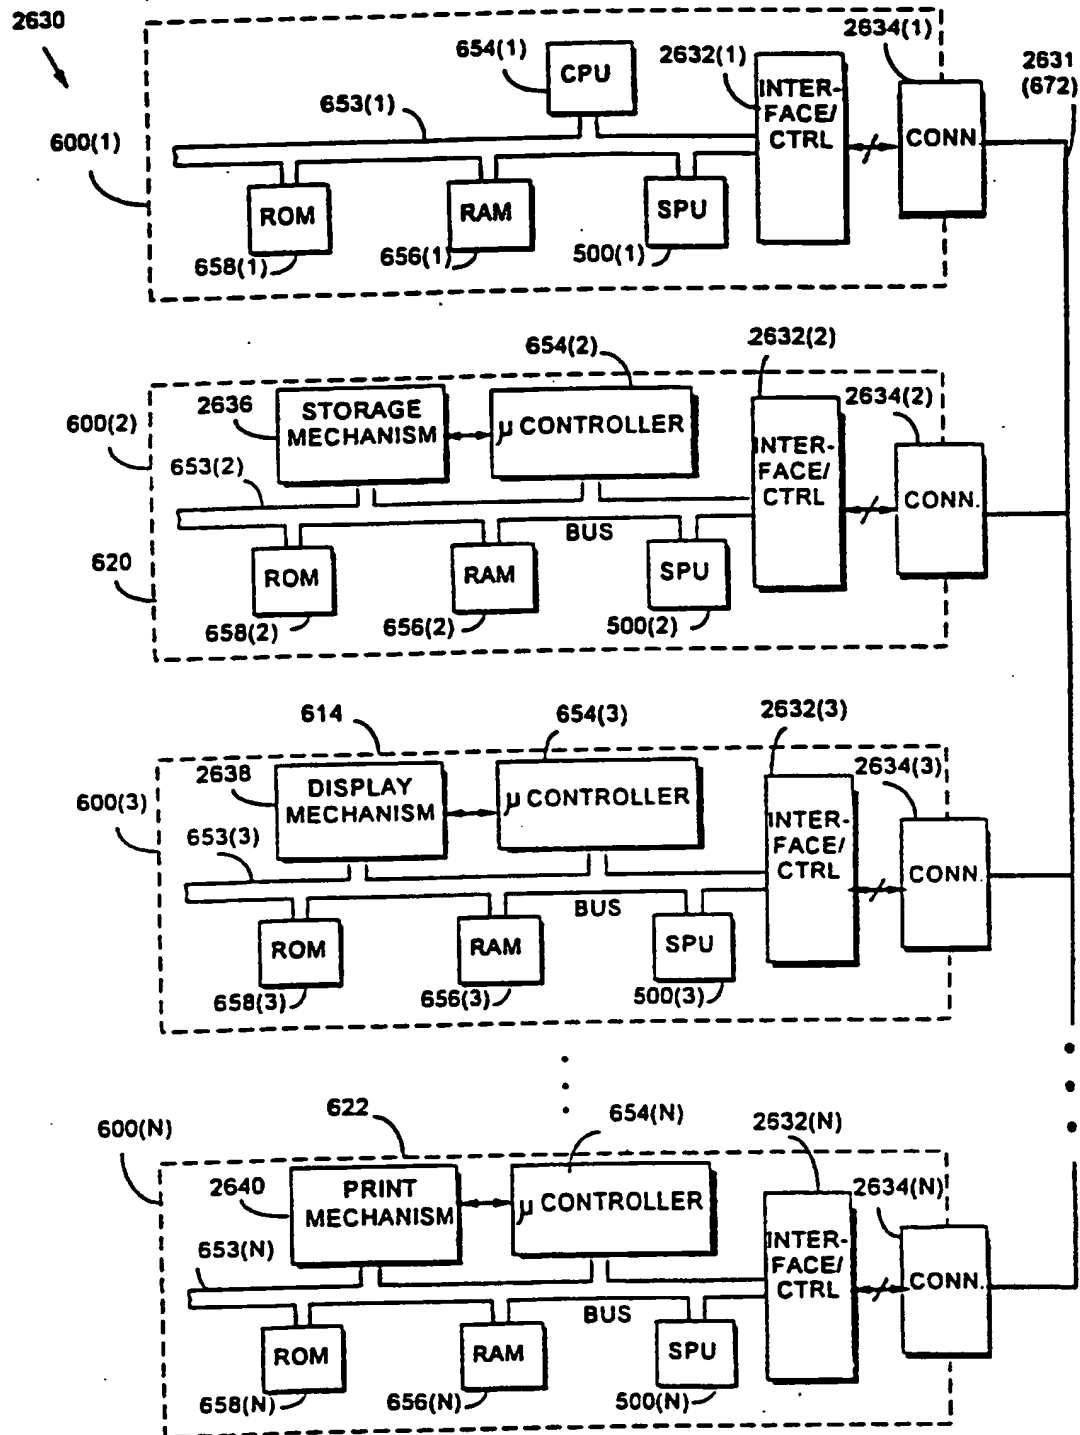 2630
2634(1)
654(1)
2632(1)
2631
(672)
CPU
INTER-
FACE/
CTRL
653(1)
600(1)
CONN.
ROM
RAM
SPU
658(1)
656(1)
500(1)
654(2)
2632(2)
2634(2)
2636
STORAGE
MECHANISM
µ CONTROLLER
600(2)
INTER-
FACE/
CTRL
653(2)
CONN.
BUS
620
ROM
RAM
SPU
658(2)
656(2)
500(2)
614
654(3)
2632(3)
2634(3)
2638
DISPLAY
MECHANISM
µ CONTROLLER
600(3)
INTER-
FACE/
CTRL
653(3)
CONN.
BUS
ROM
RAM
SPU
658(3)
656(3)
500(3)
622
654(N)
2632(N)
600(N)
2634(N)
2640
PRINT
MECHANISM
µ CONTROLLER
INTER-
FACE/
CTRL
653(N)
CONN.
BUS
ROM
RAM
SPU
658(N)
656(N)
500(N)